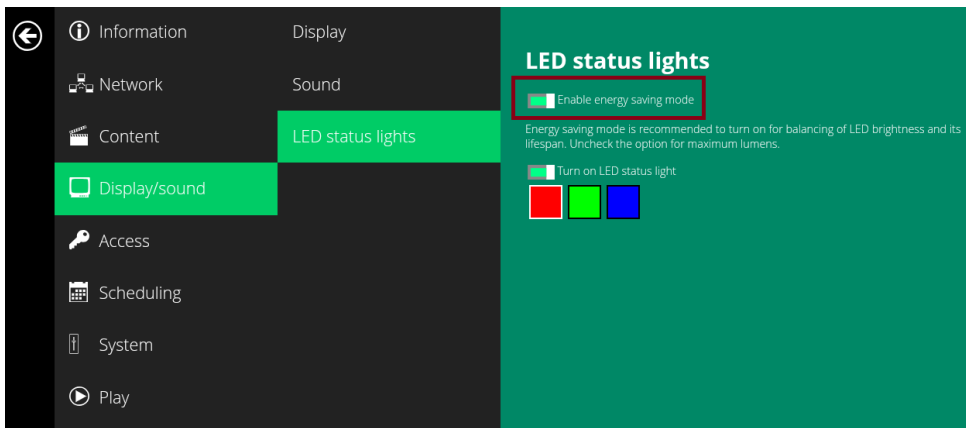 Information
Network
Content
Display/sound
Access
Scheduling
System
Play
Display
Sound
LED status lights
LED status lights
Enable energy saving mode
Energy saving mode is recommended to turn on for balancing of LED brightness and its
lifespan. Uncheck the option for maximum lumens.
Turn on LED status light